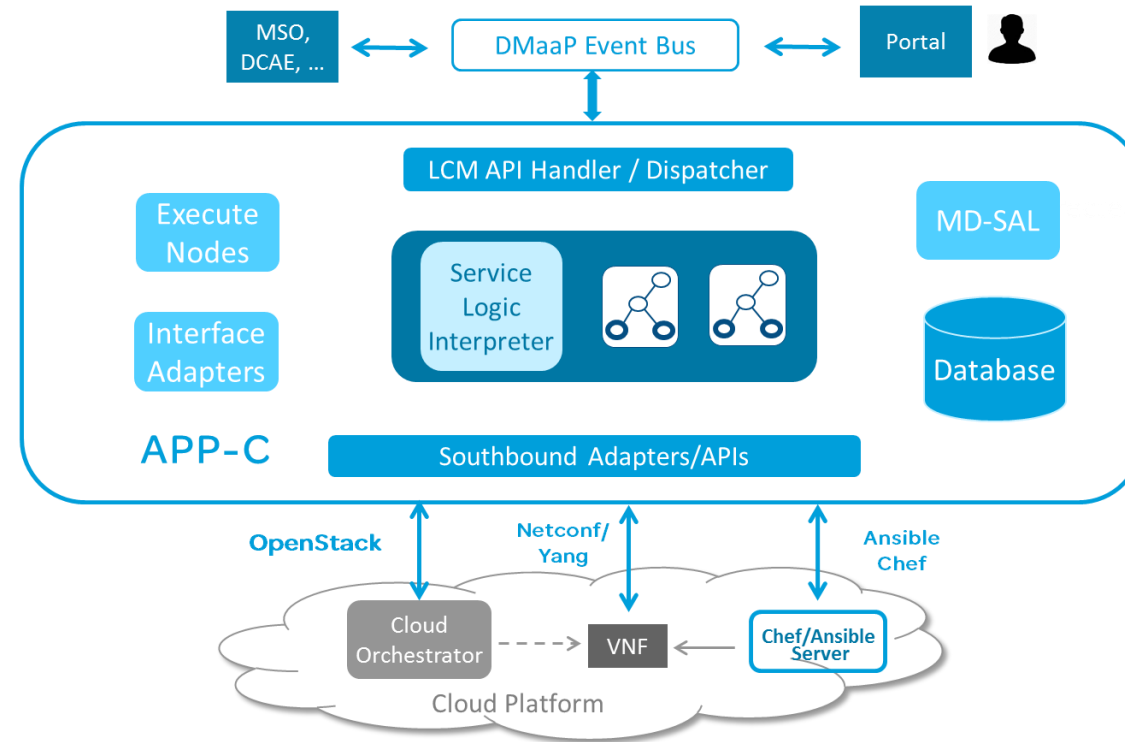 MSO,
DCAE, ...
DMaaP Event Bus
Portal
LCM API Handler / Dispatcher
Execute
Nodes
Service
Logic
Interpreter
MD-SAL
Interface
Adapters
Database
APP-C
Southbound Adapters/APIs
OpenStack
Netconf/
Yang
Ansible
Chef
Cloud
Orchestrator
VNF
Chef/Ansible
Server
Cloud Platform